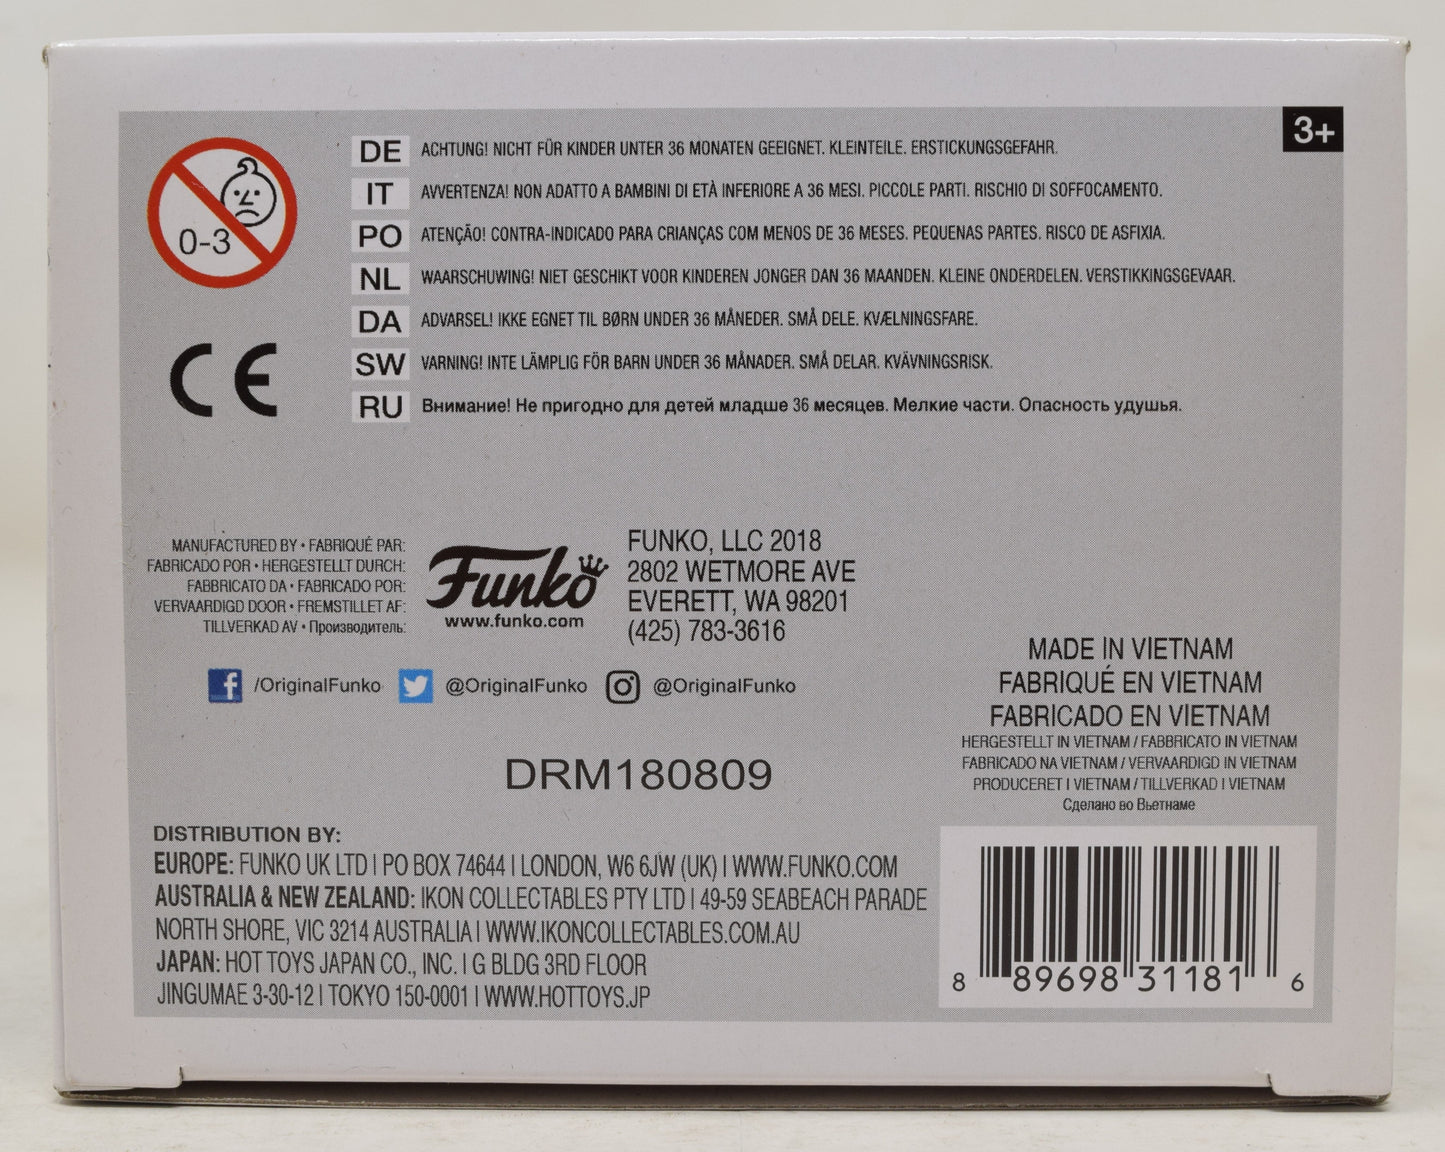 3+
0-3
DE ACHTUNG! NICHT FÜR KINDER UNTER 36 MONATEN GEEIGNET. KLEINTEILE. ERSTICKUNGSGEFAHR.
IT AVVERTENZA! NON ADATTO A BAMBINI DI ETÀ INFERIORE A 36 MESI. PICCOLE PARTI. RISCHIO DI SOFFOCAMENTO.
PO ATENÇÃO! CONTRA-INDICADO PARA CRIANÇAS COM MENOS DE 36 MESES. PEQUENAS PARTES. RISCO DE ASFIXIA.
NL WAARSCHUWING! NIET GESCHIKT VOOR KINDEREN JONGER DAN 36 MAANDEN. KLEINE ONDERDELEN. VERSTIKKINGSGEVAAR.
DA ADVARSEL! IKKE EGNET TIL BØRN UNDER 36 MÅNEDER. SMÅ DELE. KVÆLNINGSFARE.
SW VARNING! INTE LÄMPLIG FÖR BARN UNDER 36 MÅNADER. SMÅ DELAR. KVÄVNINGSRISK.
RU Внимание! Не пригодно для детей младше 36 месяцев. Мелкие части. Опасность удушья.
CE
MANUFACTURED BY • FABRIQUÉ PAR:
FABRICADO POR • HERGESTELLT DURCH:
FABBRICATO DA • FABRICADO POR:
VERVAARDIGD DOOR • FREMSTILLET AF:
TILLVERKAD AV • Производитель:
Funko
www.funko.com
FUNKO, LLC 2018
2802 WETMORE AVE
EVERETT, WA 98201
(425) 783-3616
/OriginalFunko @OriginalFunko @OriginalFunko
MADE IN VIETNAM
FABRIQUÉ EN VIETNAM
FABRICADO EN VIETNAM
HERGESTELLT IN VIETNAM / FABBRICATO IN VIETNAM
FABRICADO NA VIETNAM / VERVAARDIGD IN VIETNAM
PRODUCERET I VIETNAM / TILLVERKAD I VIETNAM
Сделано во Вьетнаме
DRM180809
DISTRIBUTION BY:
EUROPE: FUNKO UK LTD | PO BOX 74644 | LONDON, W6 6JW (UK) | WWW.FUNKO.COM
AUSTRALIA & NEW ZEALAND: IKON COLLECTABLES PTY LTD | 49-59 SEABEACH PARADE
NORTH SHORE, VIC 3214 AUSTRALIA | WWW.IKONCOLLECTABLES.COM.AU
JAPAN: HOT TOYS JAPAN CO., INC. | G BLDG 3RD FLOOR
JINGUMAE 3-30-12 | TOKYO 150-0001 | WWW.HOTTOYS.JP
8 89698 31181 6